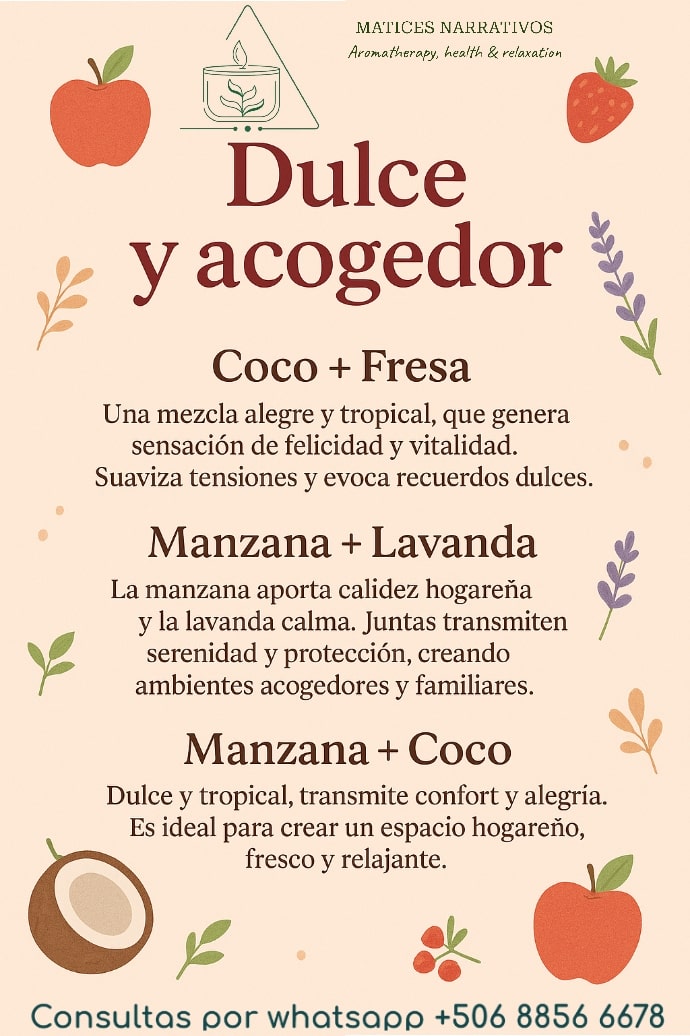 MATICES NARRATIVOS
Aromatherapy, health & relaxation
Dulce
y acogedor
Coco + Fresa
Una mezcla alegre y tropical, que genera
sensación de felicidad y vitalidad.
Suaviza tensiones y evoca recuerdos dulces.
Manzana + Lavanda
La manzana aporta calidez hogareña
y la lavanda calma. Juntas transmiten
serenidad y protección, creando
ambientes acogedores y familiares.
Manzana + Coco
Dulce y tropical, transmite confort y alegría.
Es ideal para crear un espacio hogareño,
fresco y relajante.
Consultas por whatsapp +506 8856 6678